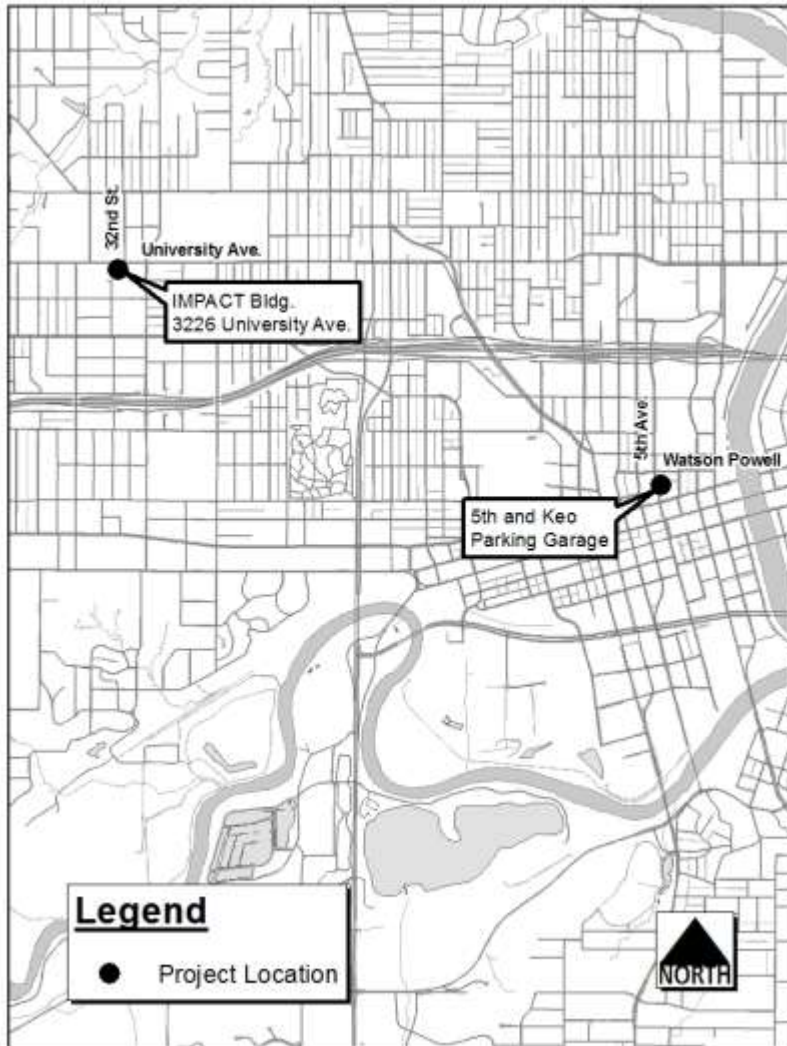 32nd St.
University Ave.
IMPACT Bldg.
3226 University Ave.
5th Ave.
Watson Powell
5th and Keo
Parking Garage
Legend
Project Location
NORTH